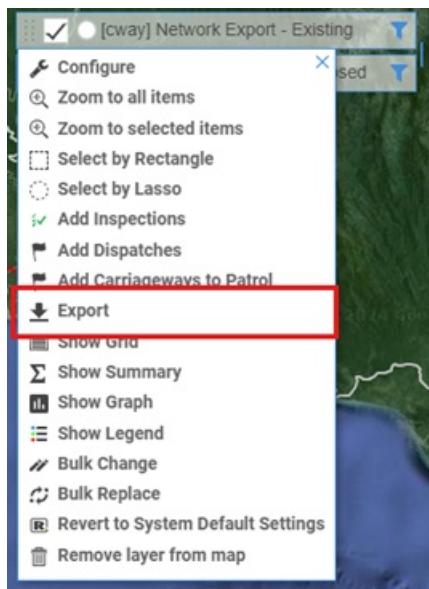 [cway] Network Export - Existing
Configure
sed
Zoom to all items
Zoom to selected items
Select by Rectangle
Select by Lasso
Add Inspections
Add Dispatches
Add Carriageways to Patrol
Export
Show Grid
Show Summary
Show Graph
Show Legend
Bulk Change
Bulk Replace
Revert to System Default Settings
Remove layer from map